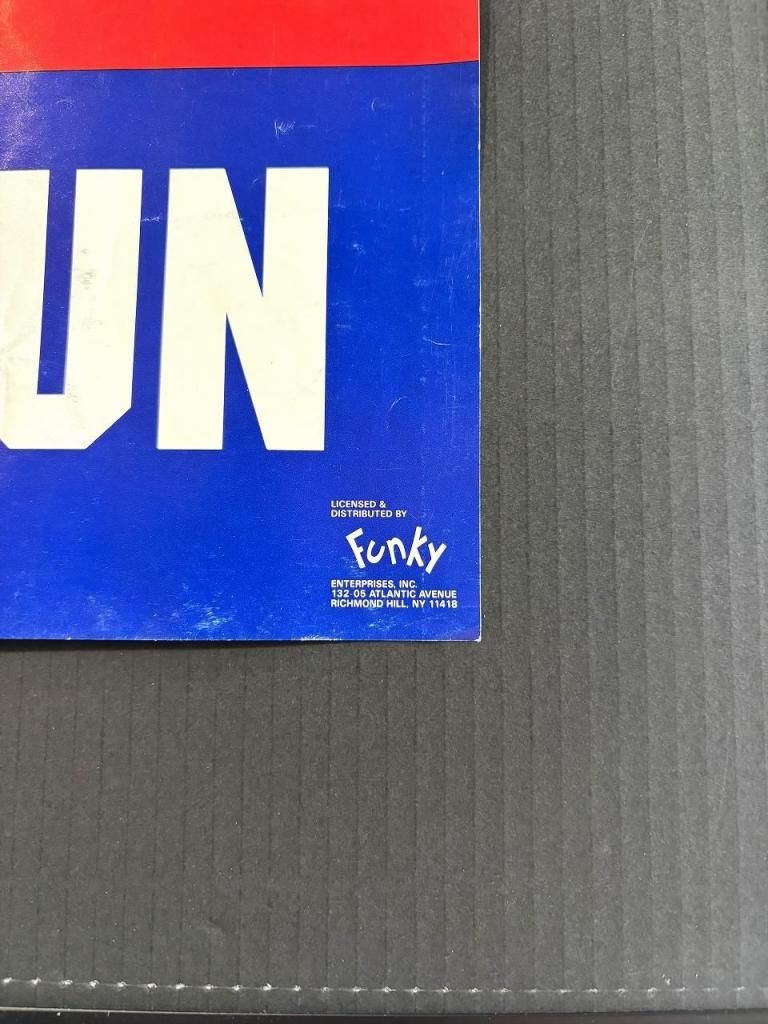 UN
LICENSED &
DISTRIBUTED BY
Funky
ENTERPRISES, INC.
132-05 ATLANTIC AVENUE
RICHMOND HILL, NY 11418